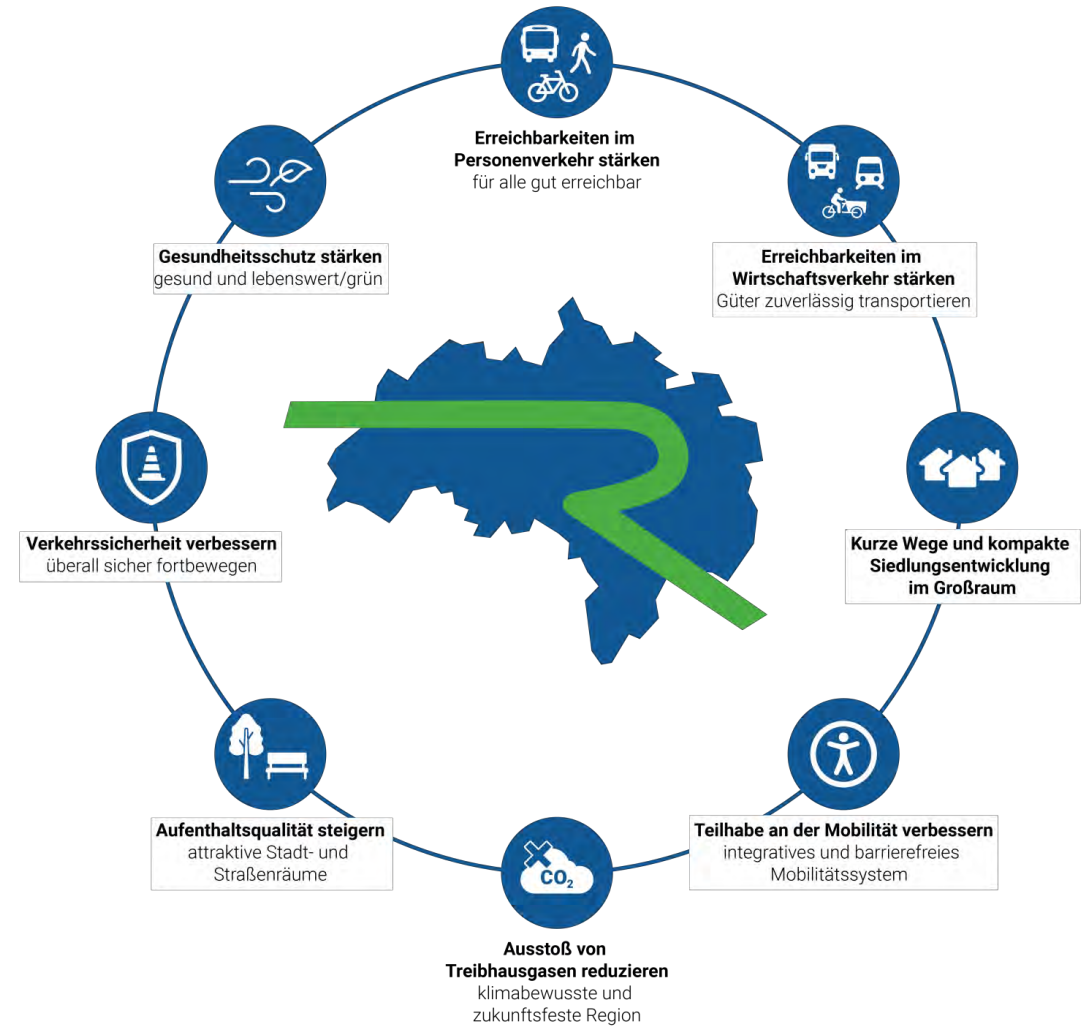 Erreichbarkeiten im
Personenverkehr stärken
für alle gut erreichbar
Erreichbarkeiten im
Wirtschaftsverkehr stärken
Güter zuverlässig transportieren
Kurze Wege und kompakte
Siedlungsentwicklung
im Großraum
Teilhabe an der Mobilität verbessern
integratives und barrierefreies
Mobilitätssystem
CO₂
Ausstoß von
Treibhausgasen reduzieren
klimabewusste und
zukunftsfeste Region
Aufenthaltsqualität steigern
attraktive Stadt- und
Straßenräume
Verkehrssicherheit verbessern
überall sicher fortbewegen
Gesundheitsschutz stärken
gesund und lebenswert/grün